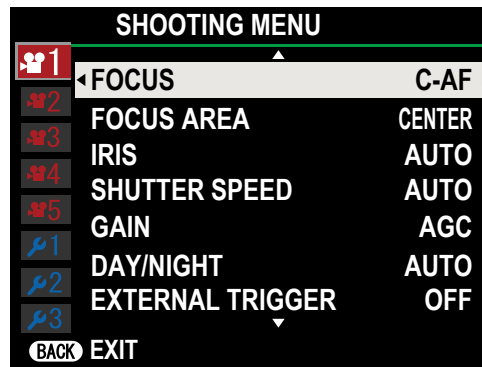 SHOOTING MENU
1
FOCUS C-AF
2
FOCUS AREA CENTER
3
IRIS AUTO
4
SHUTTER SPEED AUTO
5
GAIN AGC
1
DAY/NIGHT AUTO
2
EXTERNAL TRIGGER OFF
3
BACK EXIT